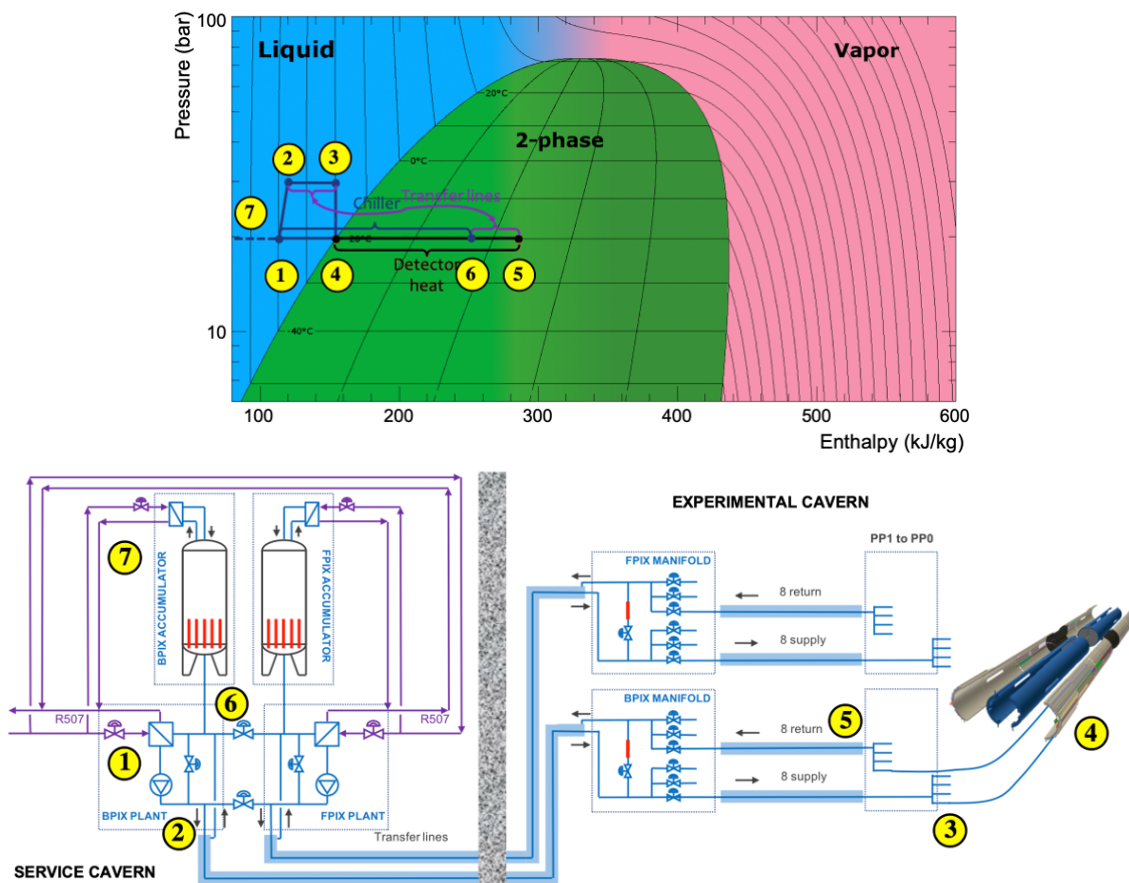 Pressure (bar)
100
10
Liquid
Vapor
2-phase
20°C
0°C
-20°C
-40°C
2
3
7
Transfer lines
Chiller
Detector
heat
1
4
6
5
100
200
300
400
500
600
Enthalpy (kJ/kg)
EXPERIMENTAL CAVERN
PP1 to PP0
7
BPIX ACCUMULATOR
FPIX ACCUMULATOR
FPIX MANIFOLD
8 return
8 supply
6
R507
R507
1
BPIX MANIFOLD
5
8 return
4
8 supply
3
BPIX PLANT
2
FPIX PLANT
Transfer lines
SERVICE CAVERN